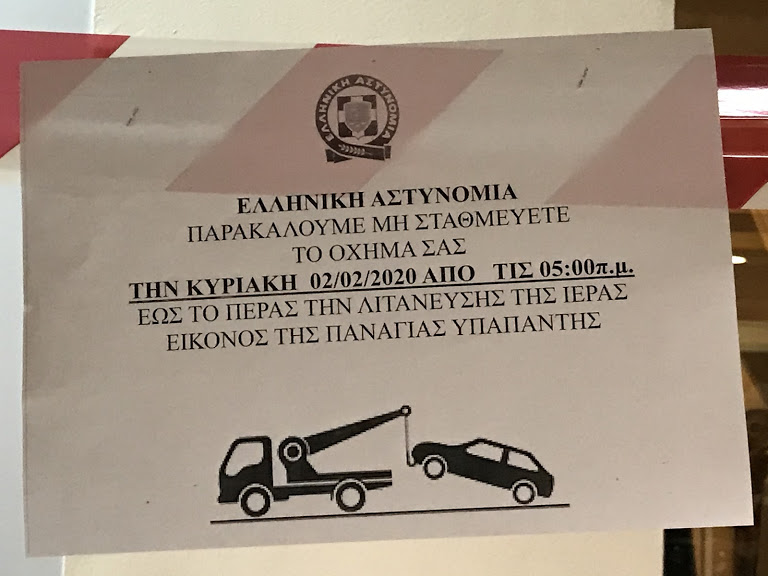 ΕΛΛΗΝΙΚΗ ΑΣΤΥΝΟΜΙΑ
ΕΛΛΗΝΙΚΗ ΑΣΤΥΝΟΜΙΑ
ΠΑΡΑΚΑΛΟΥΜΕ ΜΗ ΣΤΑΘΜΕΥΕΤΕ
ΤΟ ΟΧΗΜΑ ΣΑΣ
ΤΗΝ ΚΥΡΙΑΚΗ 02/02/2020 ΑΠΟ ΤΙΣ 05:00π.μ.
ΕΩΣ ΤΟ ΠΕΡΑΣ ΤΗΝ ΛΙΤΑΝΕΥΣΗΣ ΤΗΣ ΙΕΡΑΣ
ΕΙΚΟΝΟΣ ΤΗΣ ΠΑΝΑΓΙΑΣ ΥΠΑΠΑΝΤΗΣ